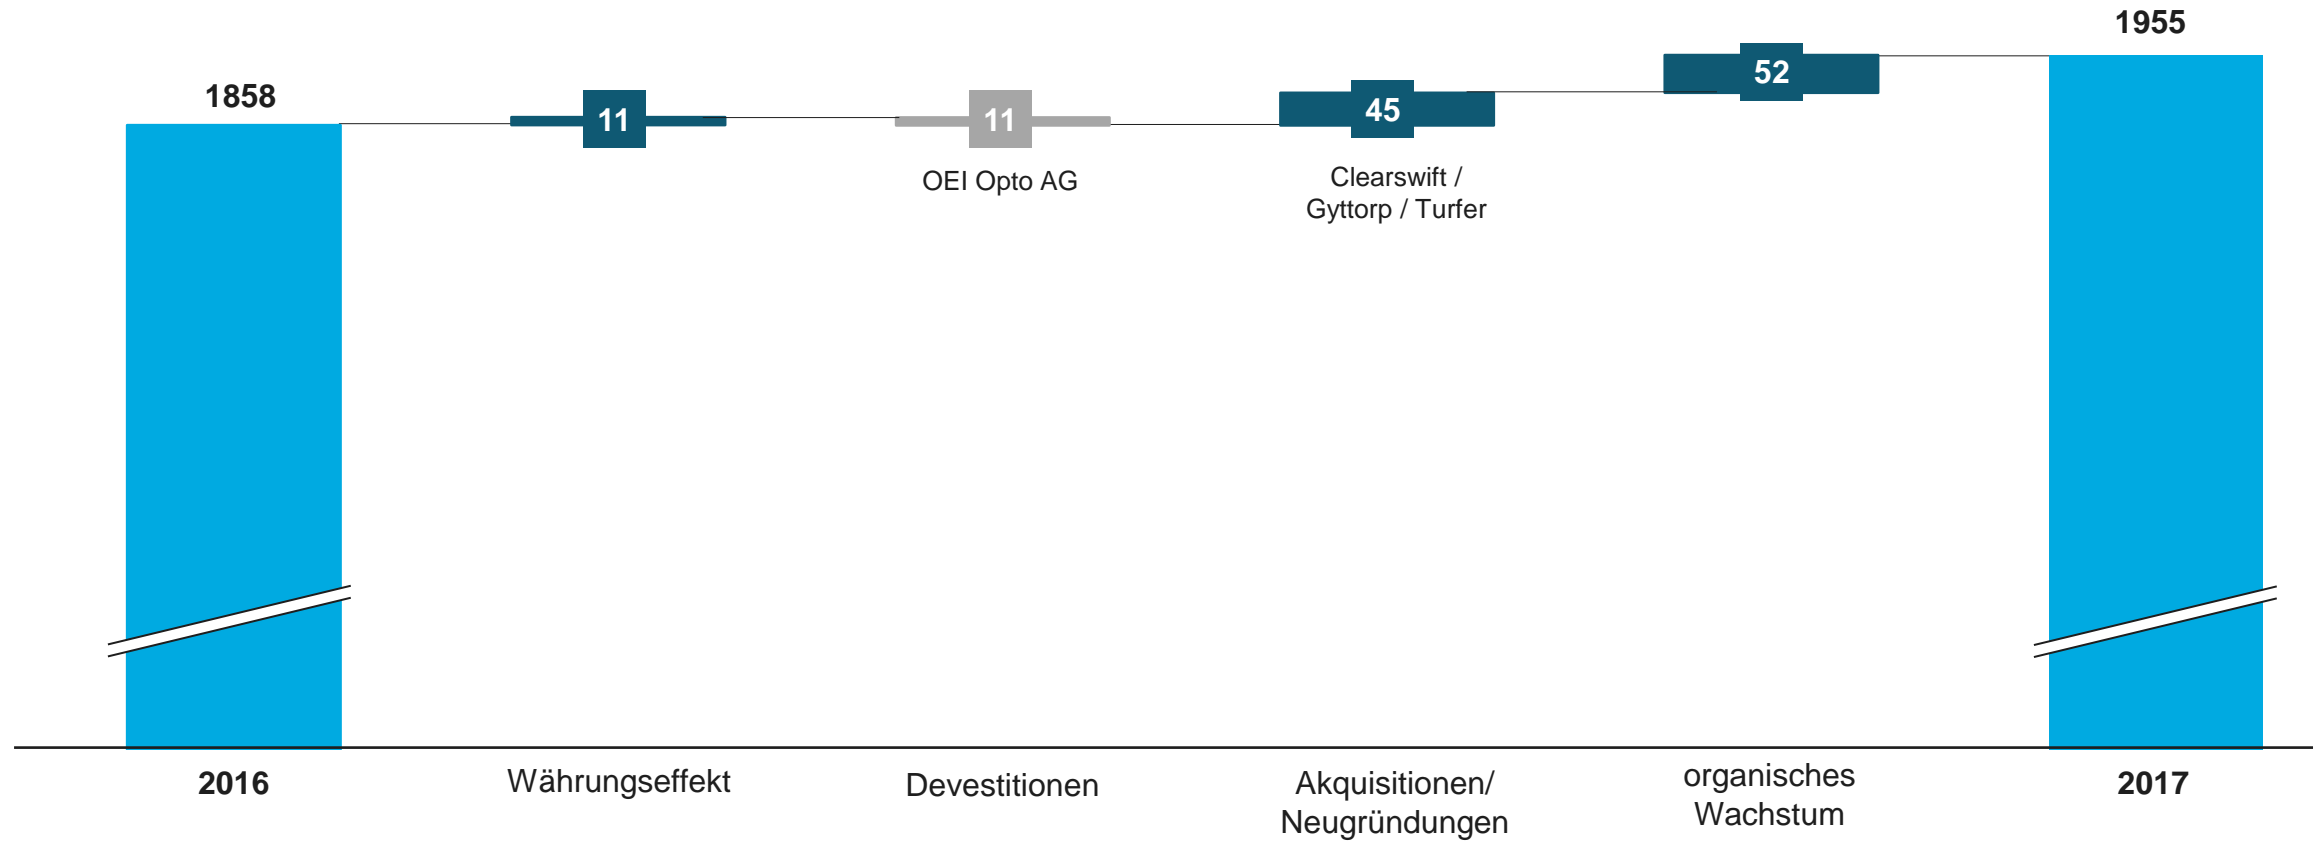 1955
1858
11
11
45
52
OEI Opto AG
Clearswift /
Gyttorp / Turfer
2016
Währungseffekt
Devestitionen
Akquisitionen/
Neugründungen
organisches
Wachstum
2017